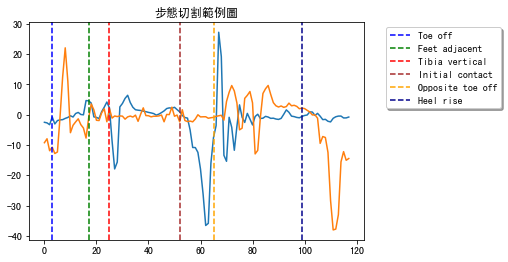 步態切割範例圖
30
20
10
0
−10
−20
−30
−40
0 20 40 60 80 100 120
Toe off
Feet adjacent
Tibia vertical
Initial contact
Opposite toe off
Heel rise